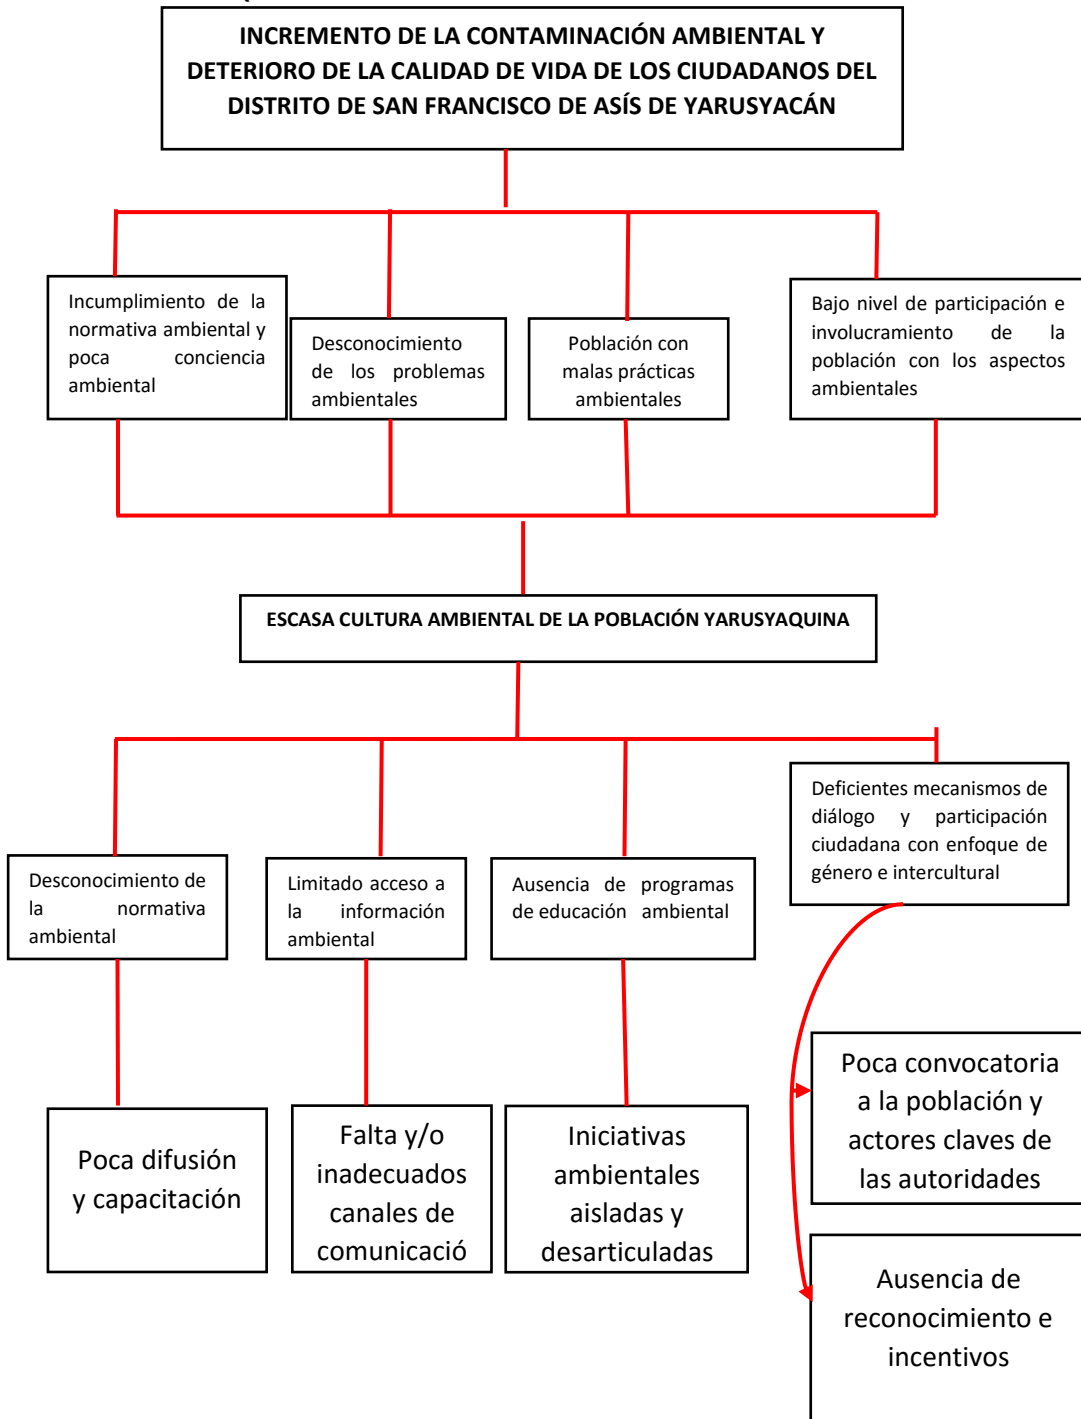 INCREMENTO DE LA CONTAMINACIÓN AMBIENTAL Y
DETERIORO DE LA CALIDAD DE VIDA DE LOS CIUDADANOS DEL
DISTRITO DE SAN FRANCISCO DE ASÍS DE YARUSYACÁN
Incumplimiento de la
normativa ambiental y
poca conciencia
ambiental
Desconocimiento
de los problemas
ambientales
Población con
malas prácticas
ambientales
Bajo nivel de participación e
involucramiento de la
población con los aspectos
ambientales
ESCASA CULTURA AMBIENTAL DE LA POBLACIÓN YARUSYAQUINA
Desconocimiento de
la normativa
ambiental
Limitado acceso a
la información
ambiental
Ausencia de programas
de educación ambiental
Deficientes mecanismos de
diálogo y participación
ciudadana con enfoque de
género e intercultural
Poca difusión
y capacitación
Falta y/o
inadecuados
canales de
comunicació
Iniciativas
ambientales
aisladas y
desarticuladas
Poca convocatoria
a la población y
actores claves de
las autoridades
Ausencia de
reconocimiento e
incentivos